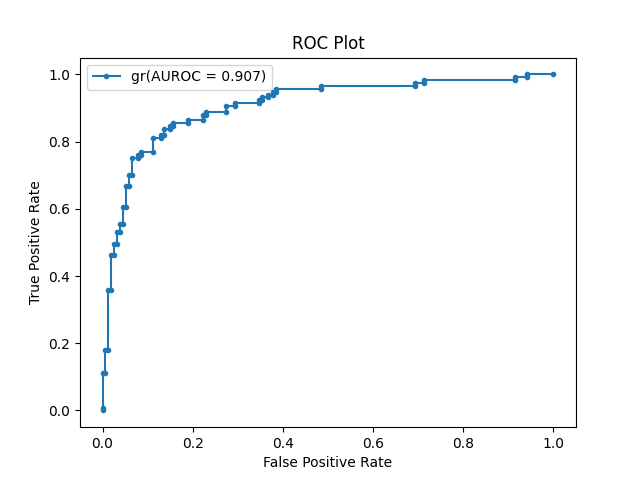 ROC Plot
gr(AUROC = 0.907)
True Positive Rate
1.0
0.8
0.6
0.4
0.2
0.0
0.0 0.2 0.4 0.6 0.8 1.0
False Positive Rate